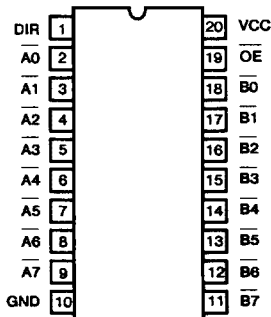 DIR 1 20 VCC
A0 2 19 OE
A1 3 18 B0
A2 4 17 B1
A3 5 16 B2
A4 6 15 B3
A5 7 14 B4
A6 8 13 B5
A7 9 12 B6
GND 10 11 B7